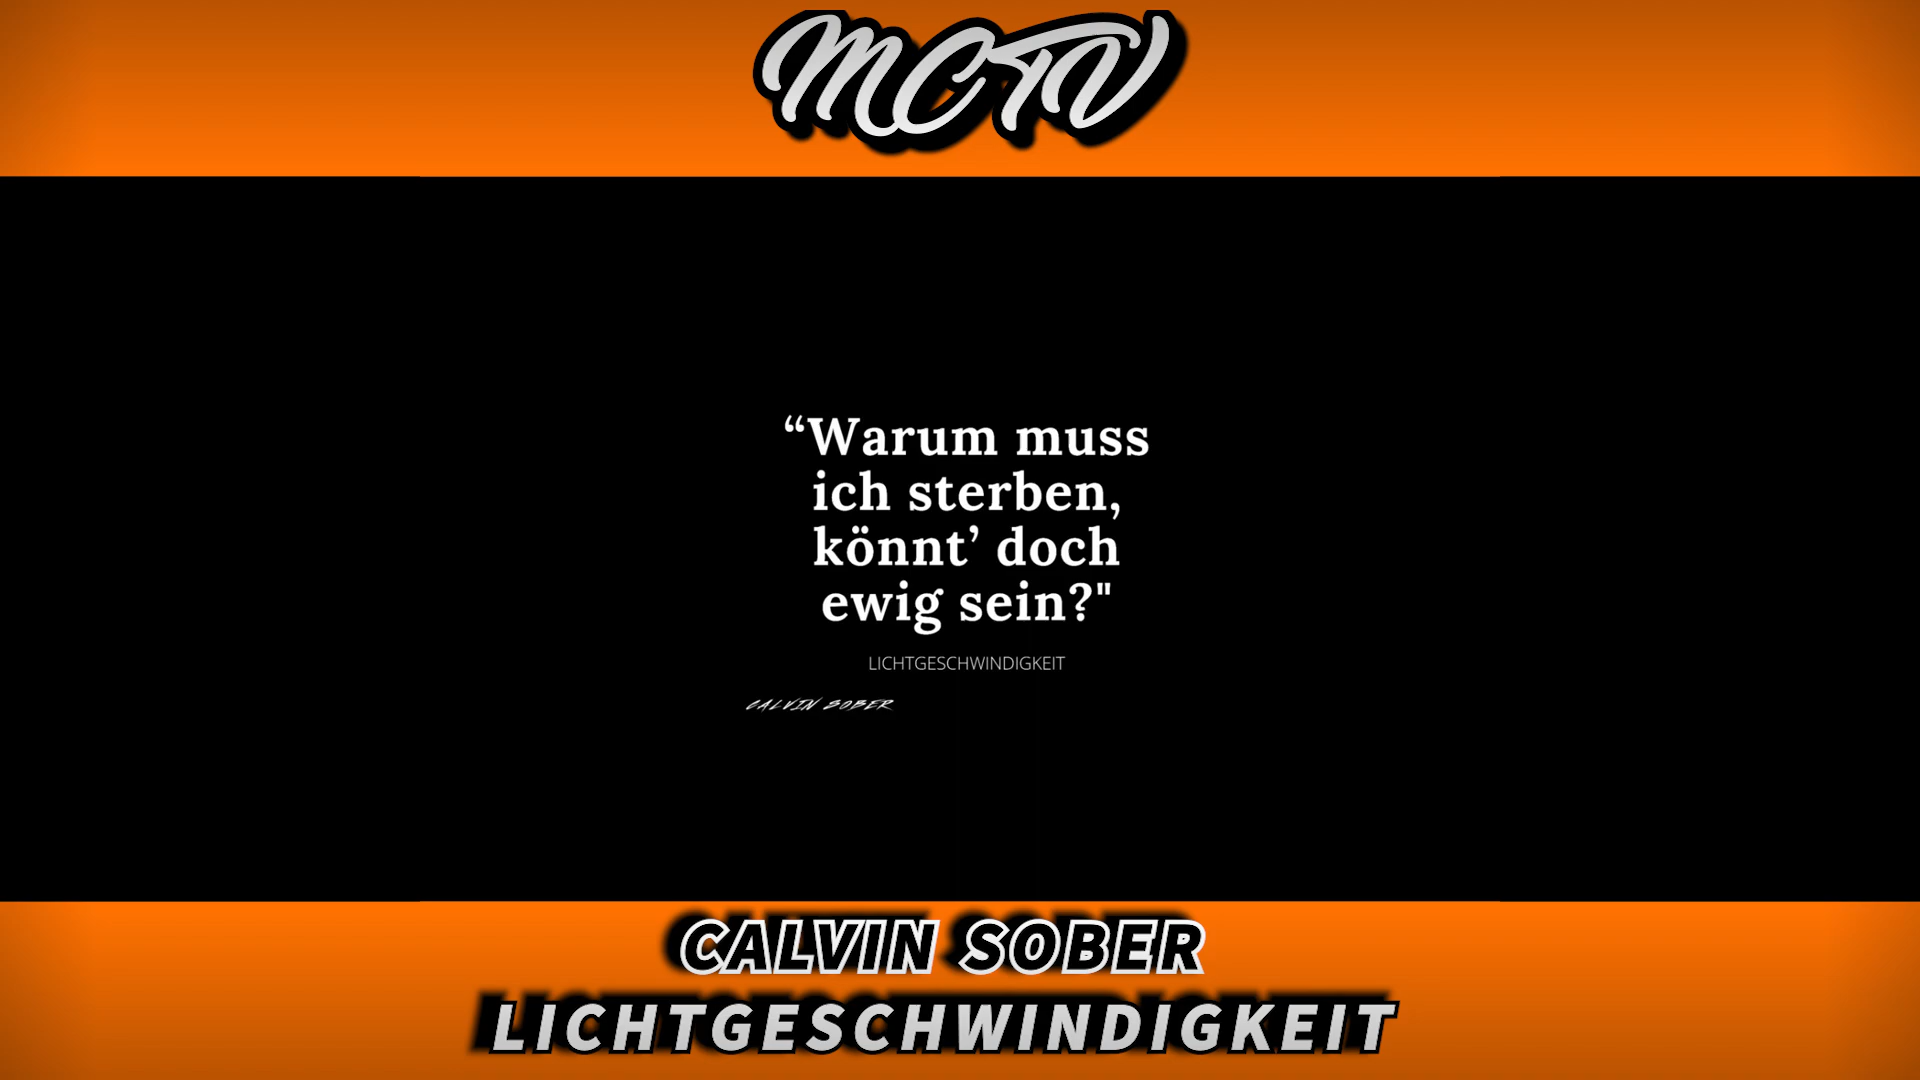 MCTV
“Warum muss
ich sterben,
könnt’ doch
ewig sein?"
LICHTGESCHWINDIGKEIT
CALVIN SOBER
CALVIN SOBER
LICHTGESCHWINDIGKEIT